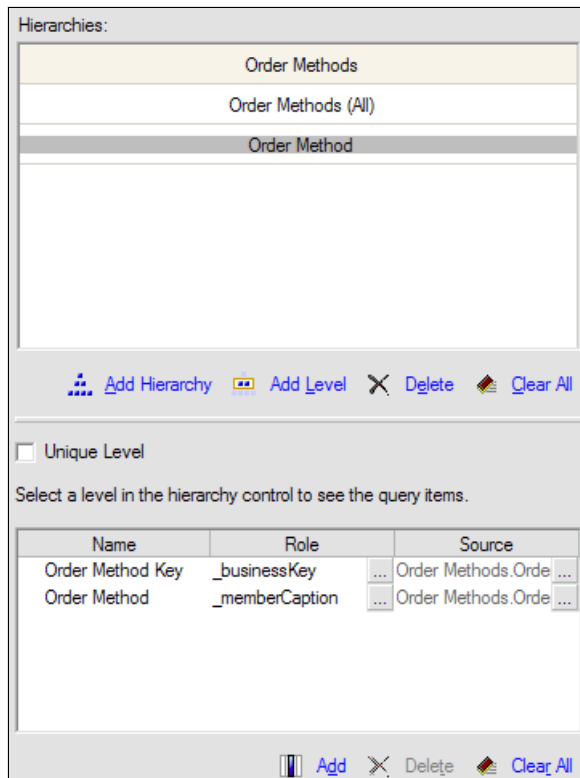 Hierarchies:
Order Methods
Order Methods (All)
Order Method
Add Hierarchy Add Level Delete Clear All
Unique Level
Select a level in the hierarchy control to see the query items.
Name Role Source
Order Method Key _businessKey ... Order Methods.Orde ...
Order Method _memberCaption ... Order Methods.Orde ...
Add Delete Clear All